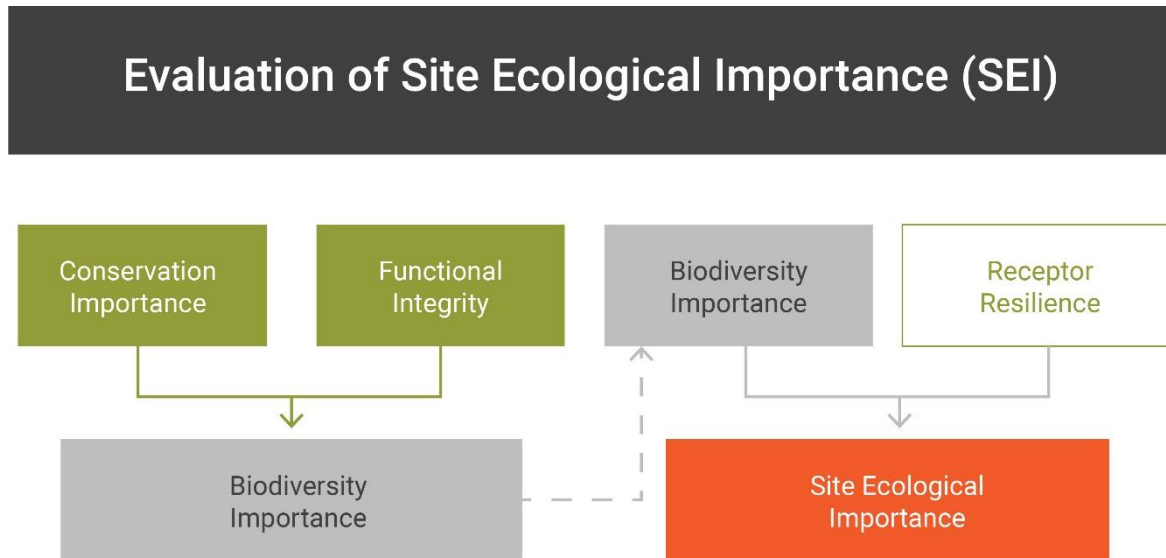 Evaluation of Site Ecological Importance (SEI)
Conservation
Importance
Functional
Integrity
Biodiversity
Importance
Receptor
Resilience
Biodiversity
Importance
Site Ecological
Importance